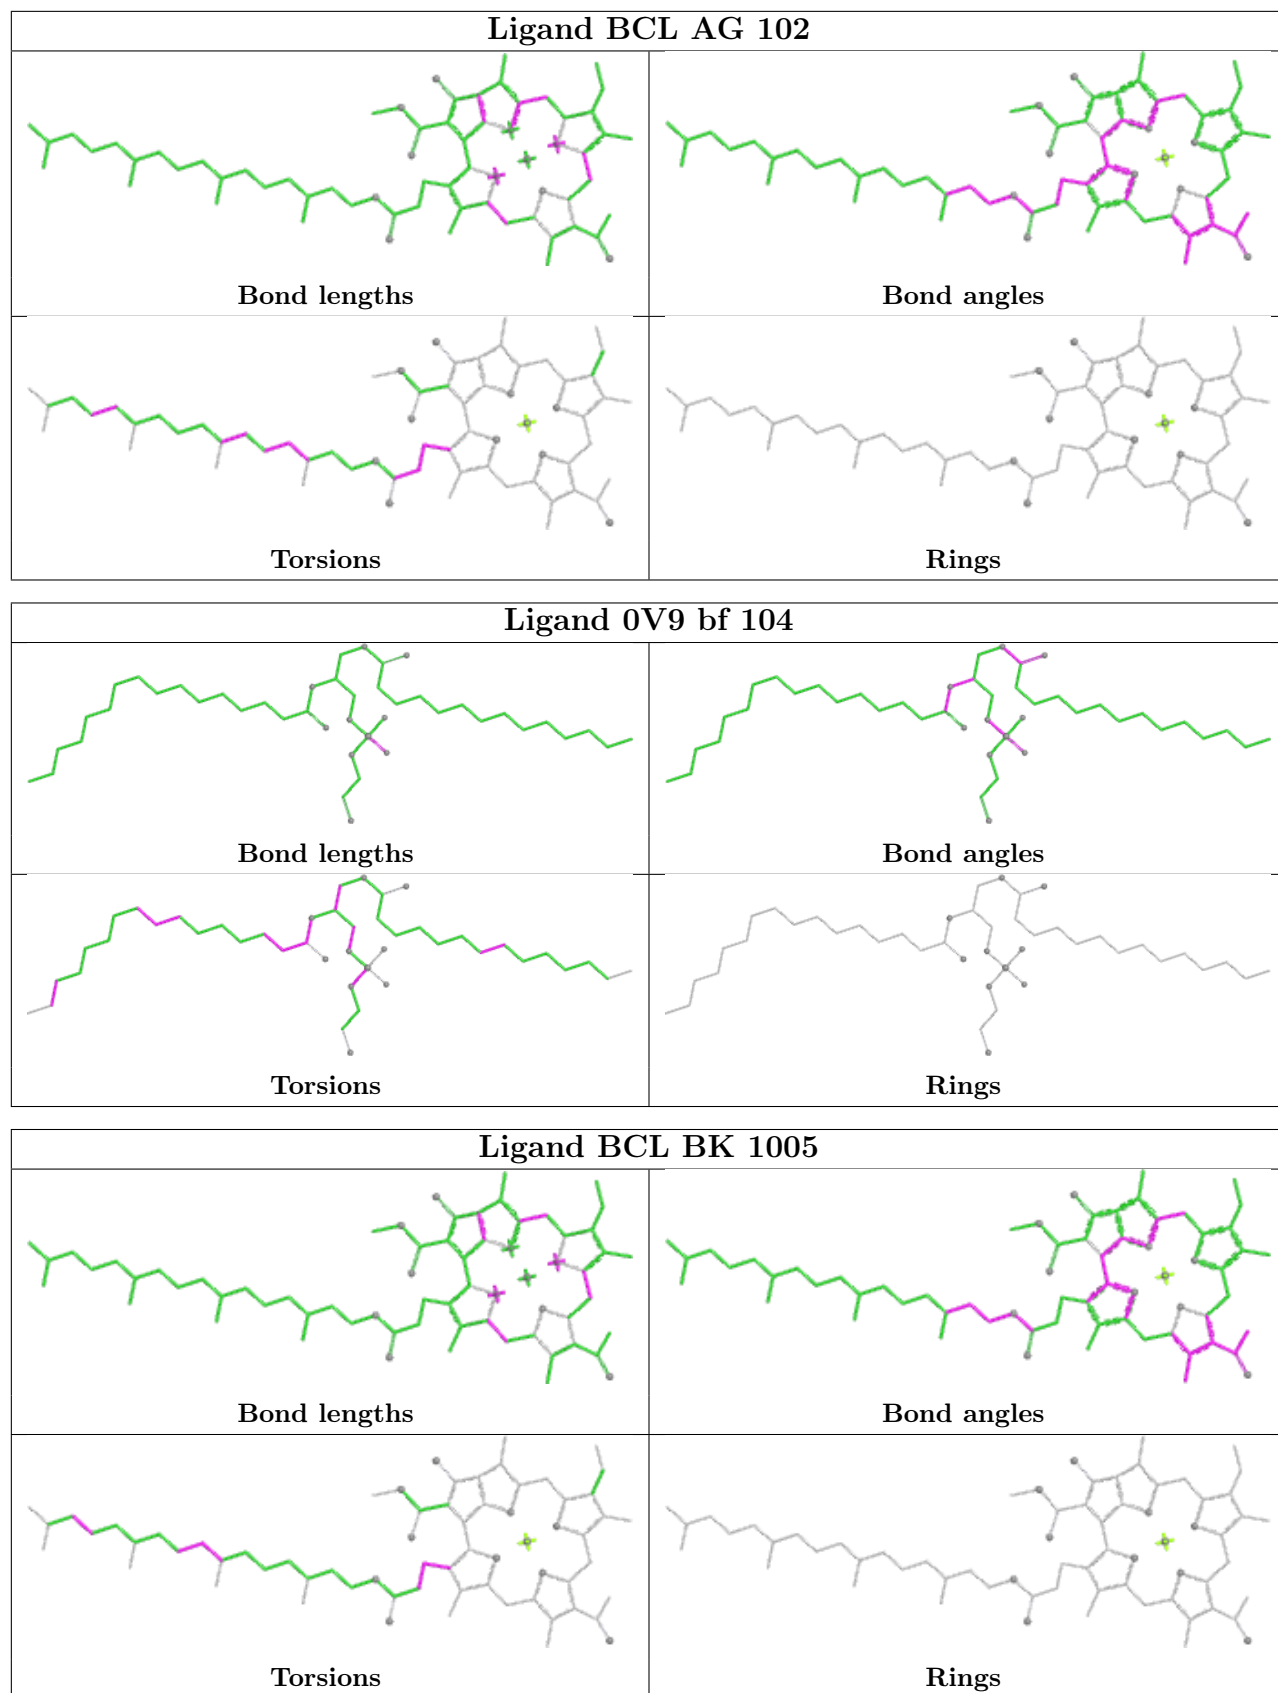 Ligand BCL AG 102
Bond lengths
Bond angles
Torsions
Rings
Ligand 0V9 bf 104
Bond lengths
Bond angles
Torsions
Rings
Ligand BCL BK 1005
Bond lengths
Bond angles
Torsions
Rings